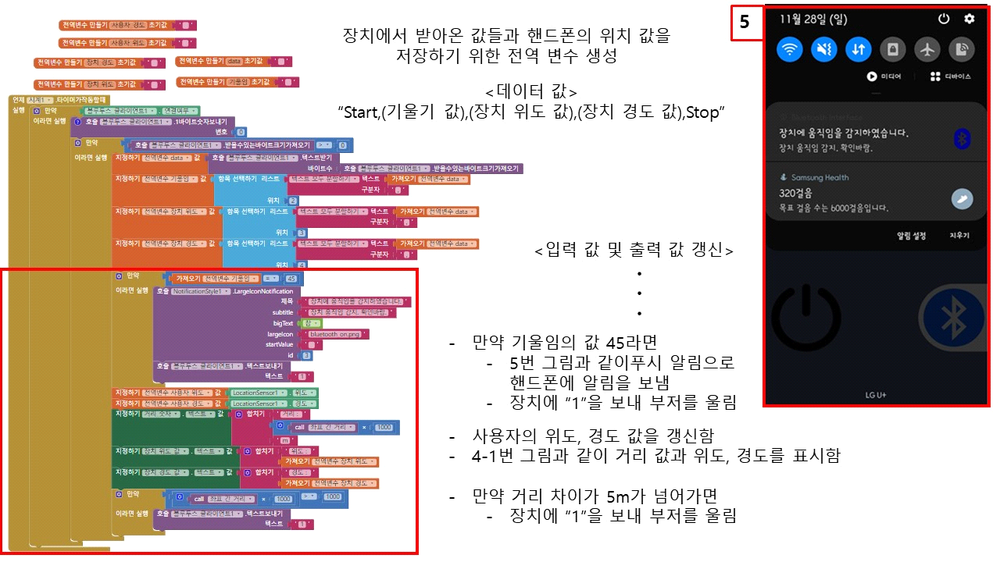 전역변수 만들기 사용자 경도 초기값 " "
전역변수 만들기 사용자 위도 초기값 " "
전역변수 만들기 장치 경도 초기값 " "
전역변수 만들기 data 초기값 " "
전역변수 만들기 장치 위도 초기값 " "
전역변수 만들기 기울임 초기값 " "
언제 시계1 .타이머가작동할때
실행 만약 블루투스 클라이언트1 . 연결여부
이라면 실행 호출 블루투스 클라이언트1 .1바이트숫자보내기
번호 0
만약 호출 블루투스 클라이언트1 .받을수있는바이트크기가져오기 > 0
이라면 실행 지정하기 전역변수 data 값 호출 블루투스 클라이언트1 .텍스트받기
바이트수 호출 블루투스 클라이언트1 .받을수있는바이트크기가져오기
지정하기 전역변수 기울임 값 항목 선택하기 리스트 텍스트 모두 분할하기 텍스트 가져오기 전역변수 data
구분자 " , "
위치 2
지정하기 전역변수 장치 위도 값 항목 선택하기 리스트 텍스트 모두 분할하기 텍스트 가져오기 전역변수 data
구분자 " , "
위치 3
지정하기 전역변수 장치 경도 값 항목 선택하기 리스트 텍스트 모두 분할하기 텍스트 가져오기 전역변수 data
구분자 " , "
위치 4
만약 가져오기 전역변수 기울임 = 45
이라면 실행 호출 NotificationStyle1 .LargeIconNotification
제목 "장치에 움직임을 감지하였습니다."
subtitle "장치 움직임 감지. 확인바람."
bigText 참
largeIcon "bluetooth_on.png"
startValue " "
id 3
호출 블루투스 클라이언트1 .텍스트보내기
텍스트 "1"
지정하기 전역변수 사용자 위도 값 LocationSensor1 . 위도
지정하기 전역변수 사용자 경도 값 LocationSensor1 . 경도
지정하기 거리 숫자 . 텍스트 값 합치기 "거리 : "
call 좌표 간 거리 × 1000
"m"
지정하기 장치 위도 값 . 텍스트 값 합치기 "위도 : "
가져오기 전역변수 장치 위도
지정하기 장치 경도 값 . 텍스트 값 합치기 "경도 : "
가져오기 전역변수 장치 경도
만약 call 좌표 간 거리 × 1000 > 1000
이라면 실행 호출 블루투스 클라이언트1 .텍스트보내기
텍스트 "1"
장치에서 받아온 값들과 핸드폰의 위치 값을
저장하기 위한 전역 변수 생성
<데이터 값>
“Start,(기울기 값),(장치 위도 값),(장치 경도 값),Stop”
<입력 값 및 출력 값 갱신>
- 만약 기울임의 값 45라면
- 5번 그림과 같이푸시 알림으로
핸드폰에 알림을 보냄
- 장치에 “1”을 보내 부저를 울림
- 사용자의 위도, 경도 값을 갱신함
- 4-1번 그림과 같이 거리 값과 위도, 경도를 표시함
- 만약 거리 차이가 5m가 넘어가면
- 장치에 “1”을 보내 부저를 울림
5
11월 28일 (일)
미디어
디바이스
Bluetooth Interface
장치에 움직임을 감지하였습니다.
장치 움직임 감지. 확인바람.
Samsung Health
320걸음
목표 걸음 수는 6000걸음입니다.
알림 설정
지우기
LG U+